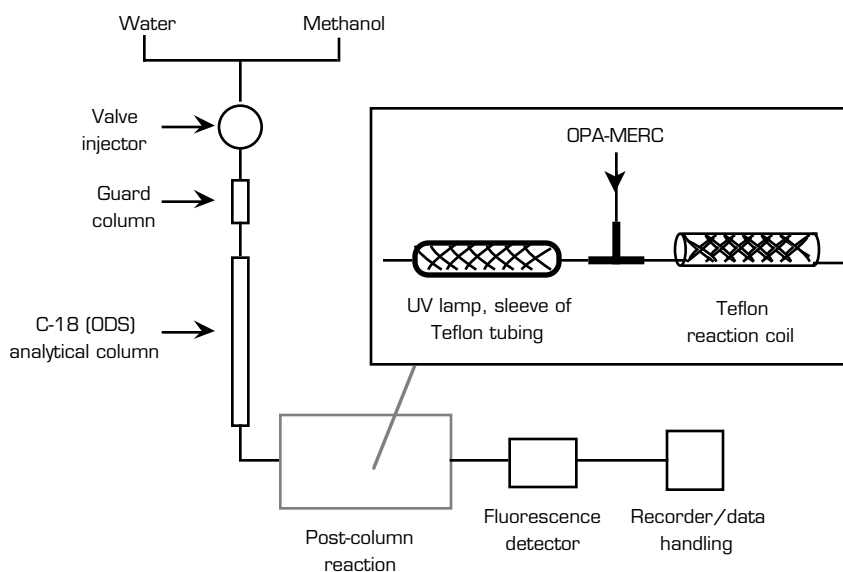 Water
Methanol
Valve
injector
OPA-MERC
Guard
column
UV lamp, sleeve of
Teflon tubing
Teflon
reaction coil
C-18 (ODS)
analytical column
Post-column
reaction
Fluorescence
detector
Recorder/data
handling